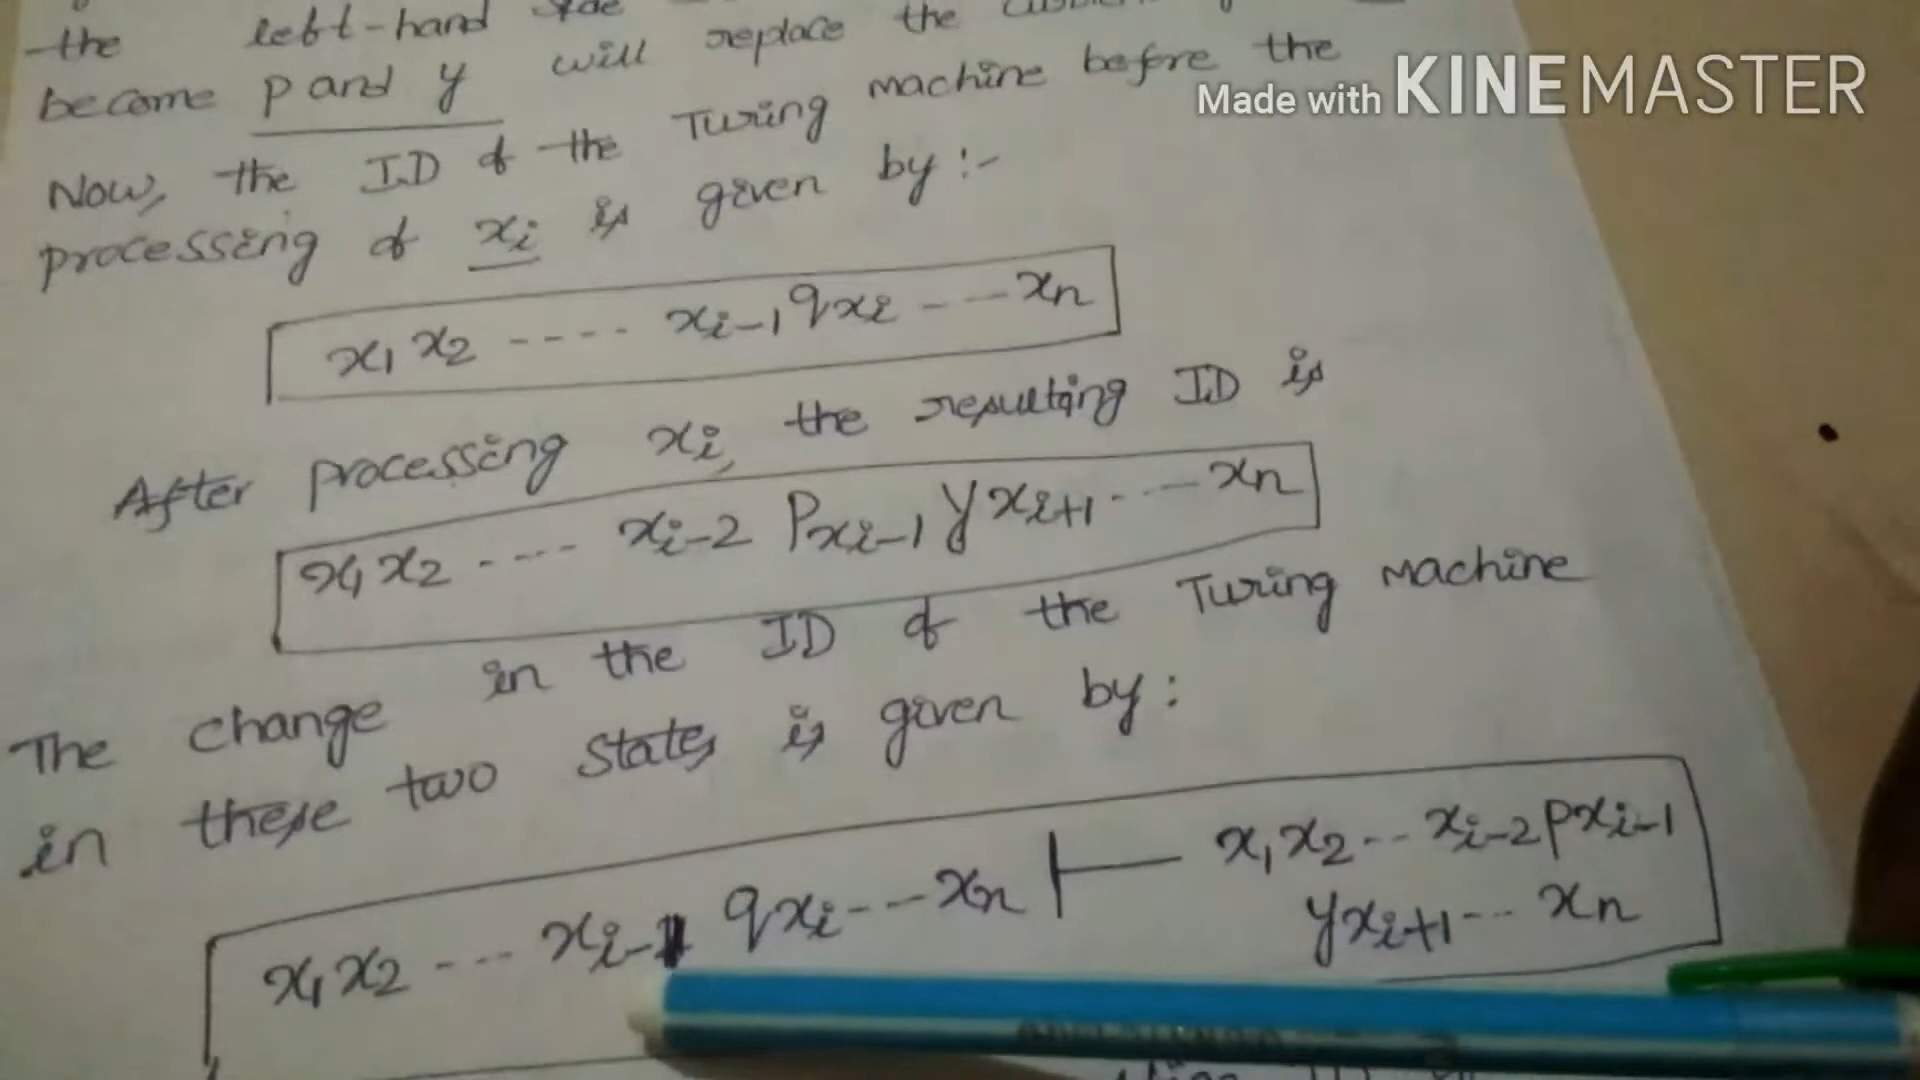 the left-hand side
become p and y will replace the
Now, the ID of the Turing machine before the
processing of xi is given by :-
x1 x2 ---- xi-1 q xi ---- xn
After processing xi, the resulting ID is
x1 x2 ---- xi-2 P xi-1 y xi+1 ---- xn
The change in the ID of the Turing machine
in these two states is given by :
x1 x2 ---- xi-1 q xi --- xn ⊢ x1 x2 --- xi-2 p xi-1
y xi+1 --- xn
Made with KINEMASTER